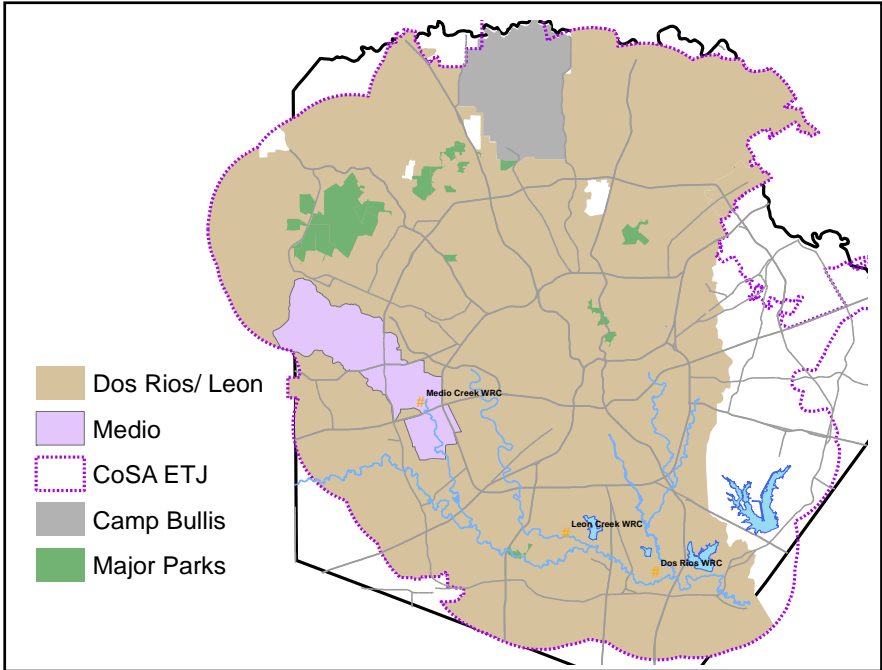 Dos Rios/ Leon
Medio
CoSA ETJ
Camp Bullis
Major Parks
# Medio Creek WRC
# Leon Creek WRC
# Dos Rios WRC